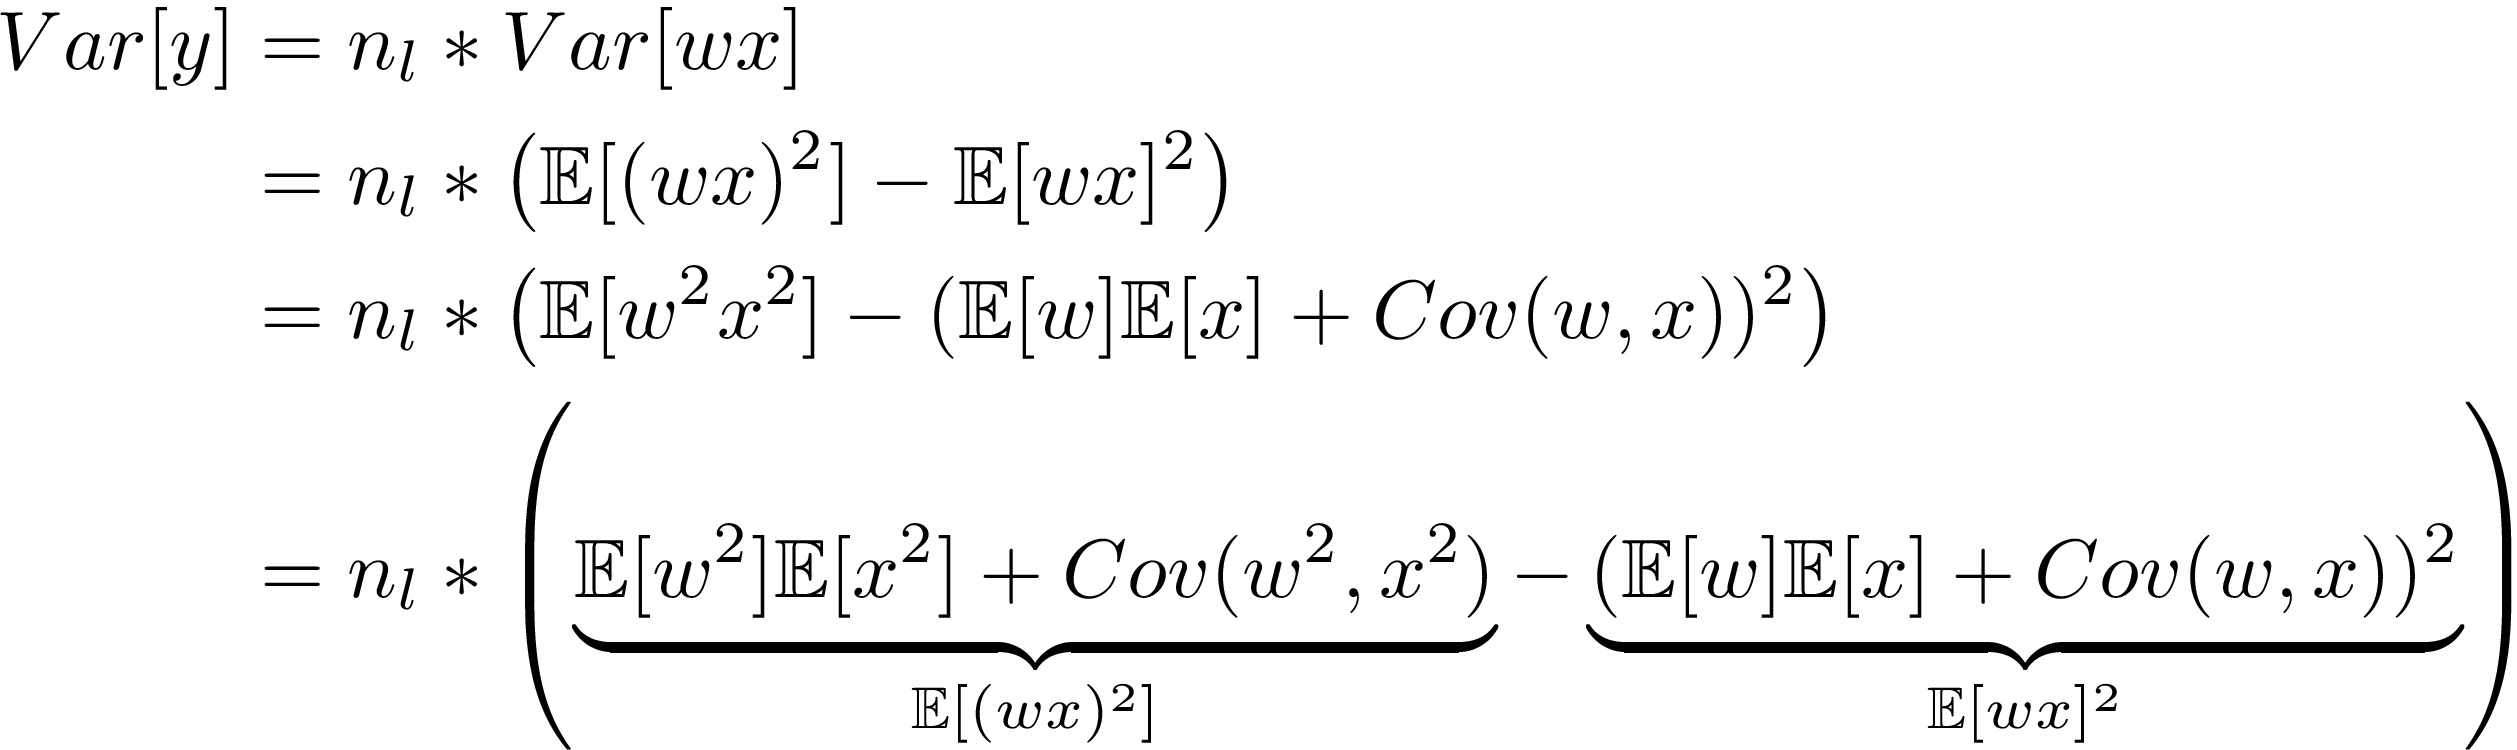 Var[y] = n_l * Var[wx]
= n_l * (𝔼[(wx)^2] − 𝔼[wx]^2)
= n_l * (𝔼[w^2x^2] − (𝔼[w]𝔼[x] + Cov(w, x))^2)
= n_l * (𝔼[w^2]𝔼[x^2] + Cov(w^2, x^2) − (𝔼[w]𝔼[x] + Cov(w, x))^2)
𝔼[(wx)^2] 𝔼[wx]^2